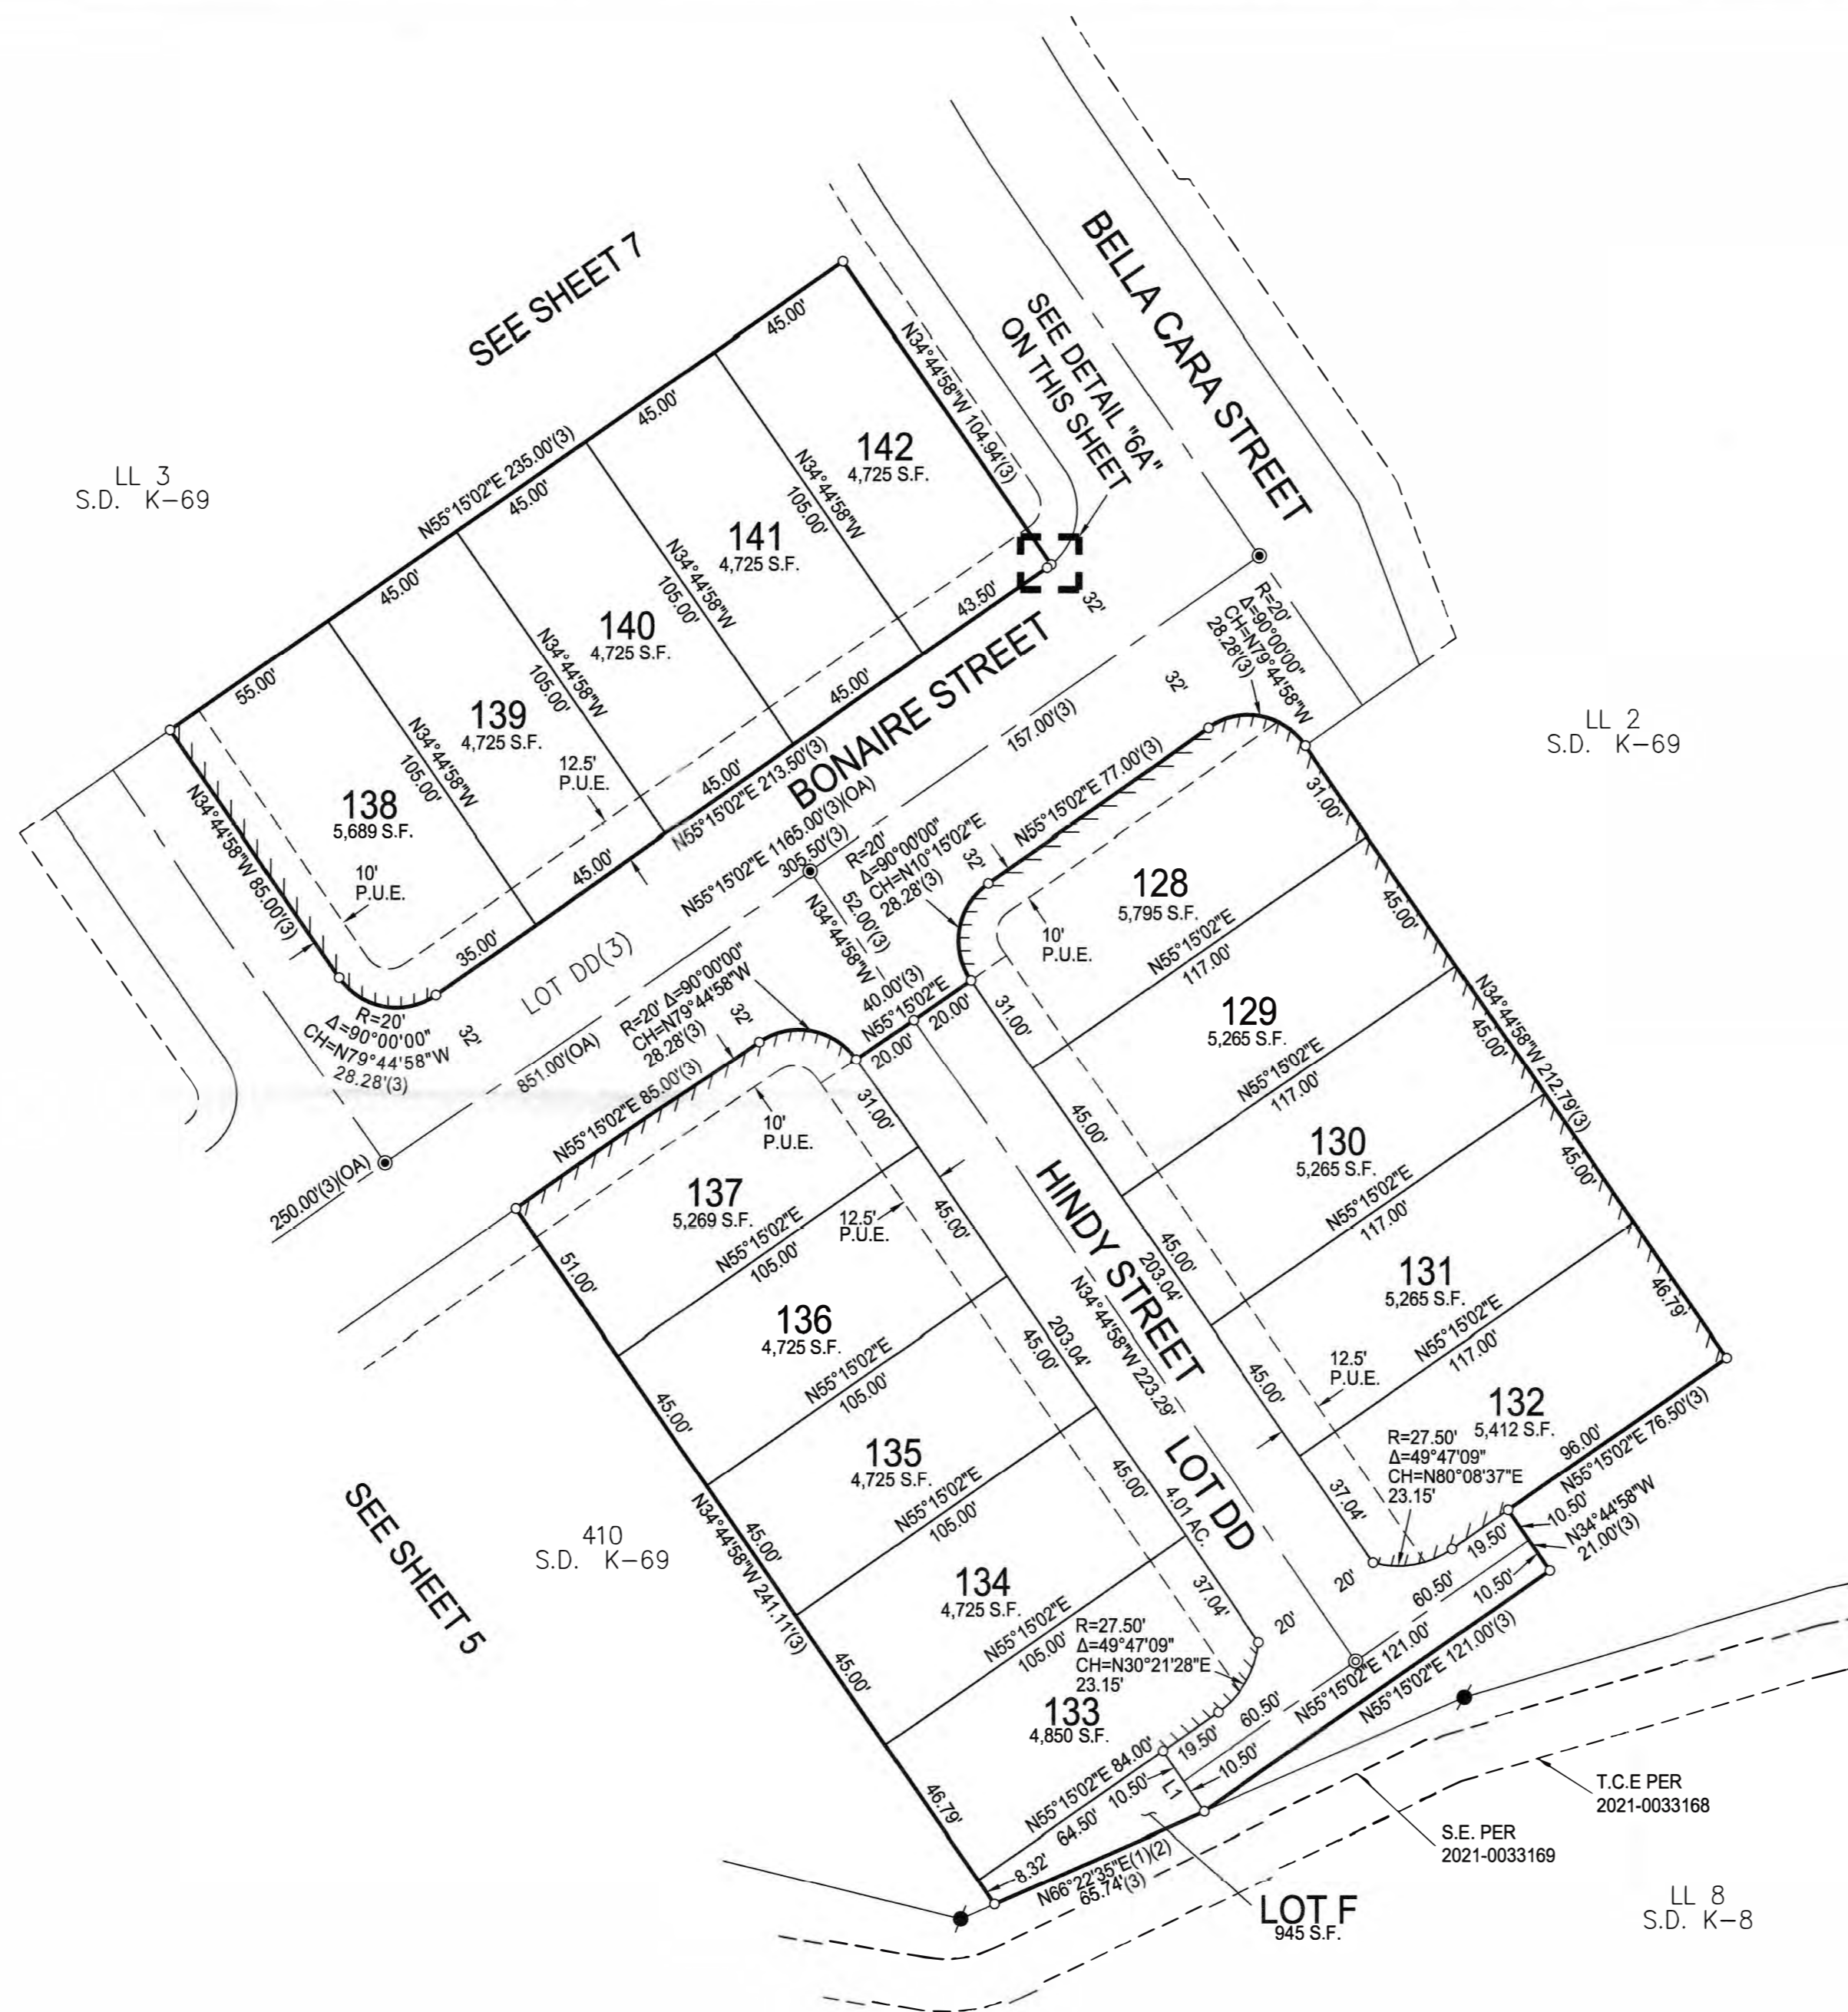 SEE SHEET 7
BELLA CARA STREET
SEE DETAIL "6A"
ON THIS SHEET
LL 3
S.D. K-69
LL 2
S.D. K-69
N55°15'02"E 235.00'(3)
55.00'
45.00'
45.00'
45.00'
45.00'
N34°44'58"W 104.94'(3)
142
4,725 S.F.
N34°44'58"W
105.00'
141
4,725 S.F.
N34°44'58"W
105.00'
140
4,725 S.F.
N34°44'58"W
105.00'
139
4,725 S.F.
N34°44'58"W
105.00'
138
5,689 S.F.
12.5'
P.U.E.
10'
P.U.E.
N34°44'58"W 85.00'(3)
35.00'
45.00'
45.00'
45.00'
43.50'
N55°15'02"E 213.50'(3)
R=20'
Δ=90°00'00"
CH=N79°44'58"W
28.28'(3)
32'
32'
BONAIRE STREET
N55°15'02"E 1165.00'(3)(OA)
305.50'(3)
157.00'(3)
LOT DD(3)
851.00'(OA)
250.00'(3)(OA)
32'
R=20'
Δ=90°00'00"
CH=N79°44'58"W
28.28'(3)
R=20'
Δ=90°00'00"
CH=N10°15'02"E
28.28'(3)
32'
N55°15'02"E 77.00'(3)
52.00'(3)
N34°44'58"W
40.00'(3)
N55°15'02"E
20.00'
20.00'
R=20' Δ=90°00'00"
CH=N79°44'58"W
28.28'(3)
32'
N55°15'02"E 85.00'(3)
10'
P.U.E.
128
5,795 S.F.
10'
P.U.E.
N55°15'02"E
117.00'
129
5,265 S.F.
N55°15'02"E
117.00'
130
5,265 S.F.
N55°15'02"E
117.00'
131
5,265 S.F.
N55°15'02"E
117.00'
132
5,412 S.F.
12.5'
P.U.E.
31.00'
45.00'
45.00'
45.00'
46.79'
N34°44'58"W 212.79'(3)
31.00'
45.00'
45.00'
203.04'
45.00'
37.04'
HINDY STREET
N34°44'58"W 223.29'
LOT DD
4.01 AC.
137
5,269 S.F.
N55°15'02"E
105.00'
12.5'
P.U.E.
136
4,725 S.F.
N55°15'02"E
105.00'
135
4,725 S.F.
N55°15'02"E
105.00'
134
4,725 S.F.
N55°15'02"E
105.00'
133
4,850 S.F.
31.00'
45.00'
45.00'
203.04'
45.00'
37.04'
51.00'
45.00'
45.00'
45.00'
46.79'
N34°44'58"W 241.11'(3)
SEE SHEET 5
410
S.D. K-69
R=27.50'
Δ=49°47'09"
CH=N80°08'37"E
23.15'
96.00'
N55°15'02"E 76.50'(3)
10.50'
N34°44'58"W
21.00'(3)
19.50'
10.50'
60.50'
20'
20'
R=27.50'
Δ=49°47'09"
CH=N30°21'28"E
23.15'
60.50'
N55°15'02"E 121.00'
N55°15'02"E 121.00'(3)
19.50'
10.50'
N55°15'02"E 84.00'
10.50'
L1
64.50'
8.32'
N66°22'35"E(1)(2)
65.74'(3)
LOT F
945 S.F.
T.C.E PER
2021-0033168
S.E. PER
2021-0033169
LL 8
S.D. K-8